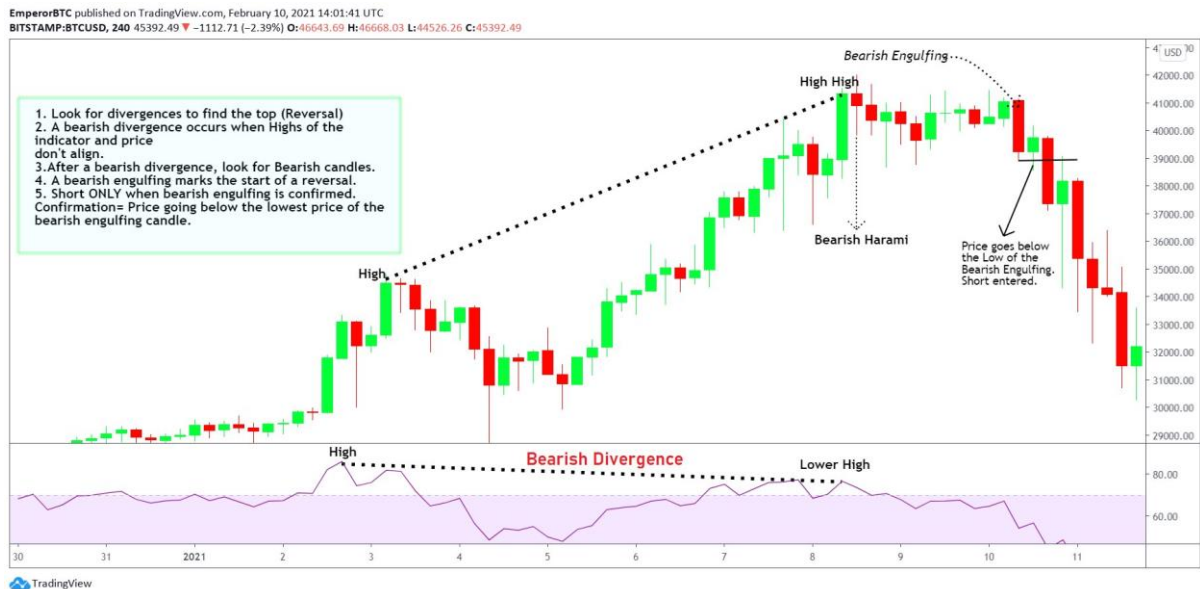 EmperorBTC published on TradingView.com, February 10, 2021 14:01:41 UTC
BITSTAMP:BTCUSD, 240 45392.49 ▼ −1112.71 (−2.39%) O:46643.69 H:46668.03 L:44526.26 C:45392.49
USD
42000.00
41000.00
40000.00
39000.00
38000.00
37000.00
36000.00
35000.00
34000.00
33000.00
32000.00
31000.00
30000.00
29000.00
1. Look for divergences to find the top (Reversal)
2. A bearish divergence occurs when Highs of the
indicator and price
don't align.
3.After a bearish divergence, look for Bearish candles.
4. A bearish engulfing marks the start of a reversal.
5. Short ONLY when bearish engulfing is confirmed.
Confirmation= Price going below the lowest price of the
bearish engulfing candle.
Bearish Engulfing
High High
High
Bearish Harami
Price goes below
the Low of the
Bearish Engulfing.
Short entered.
High
Bearish Divergence
Lower High
80.00
60.00
30 31 2021 2 3 4 5 6 7 8 9 10 11
TradingView